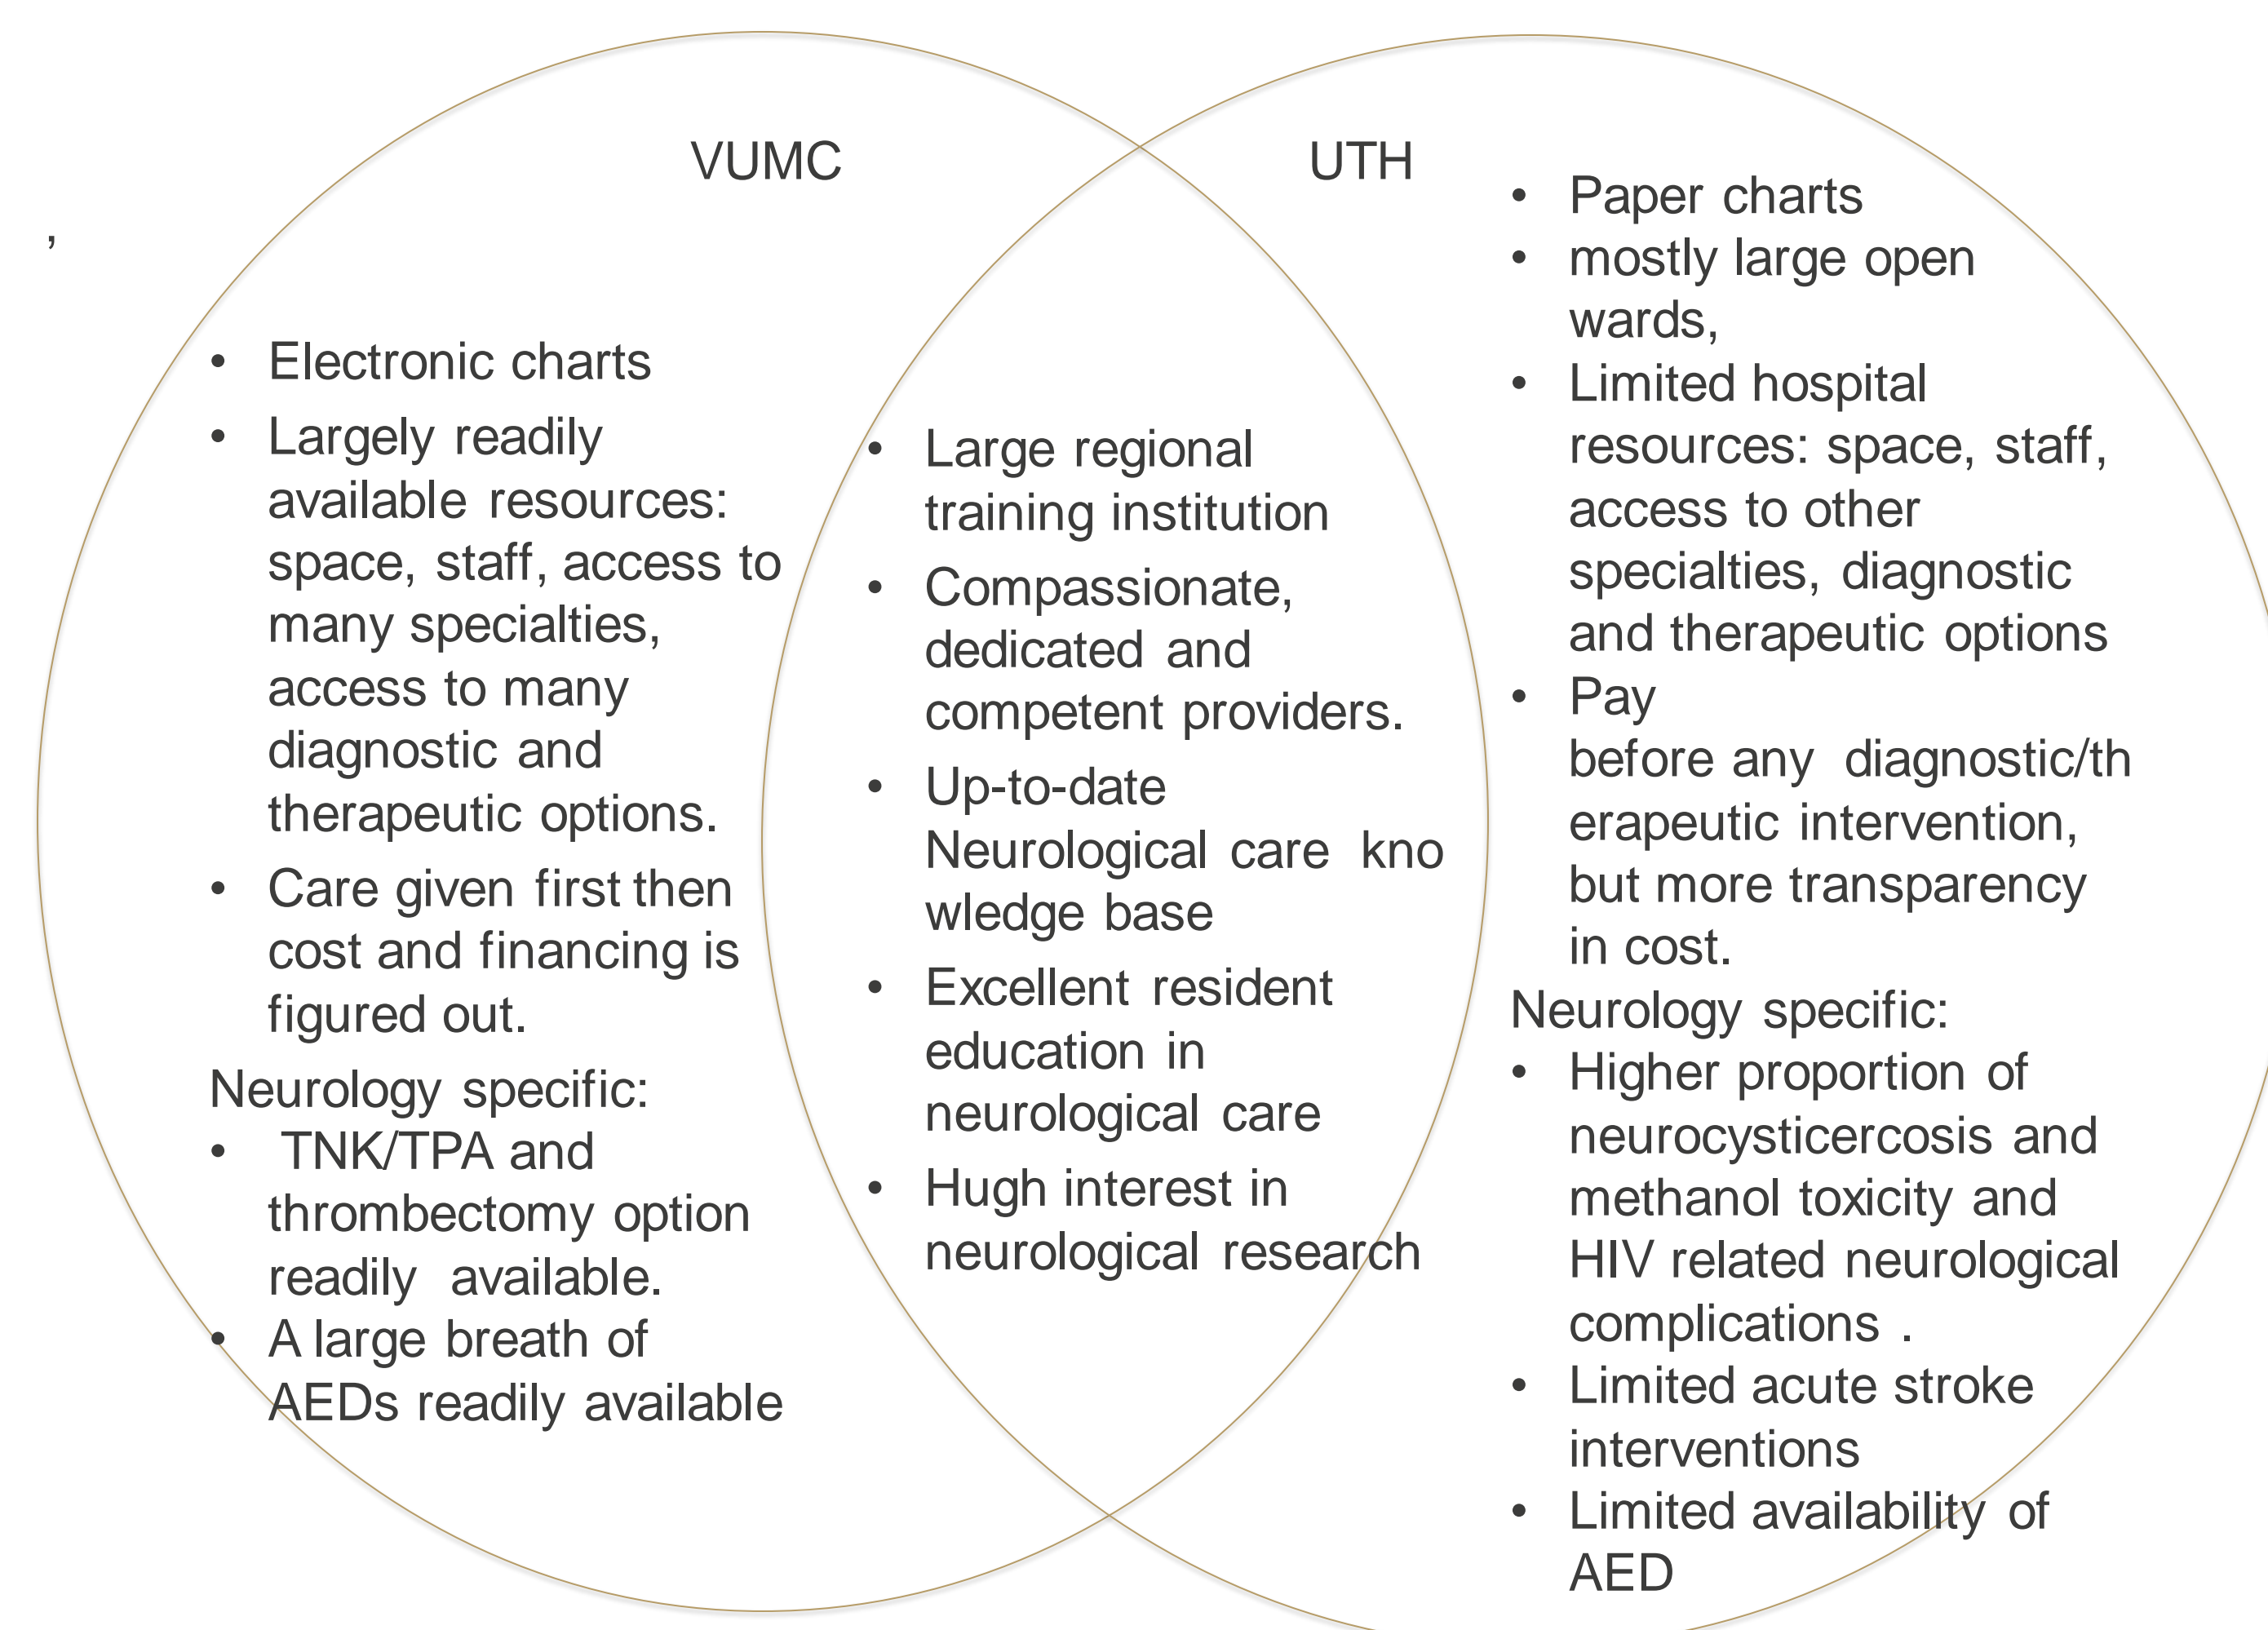 VUMC
UTH
,
• Electronic charts
• Largely readily
available resources:
space, staff, access to
many specialties,
access to many
diagnostic and
therapeutic options.
• Care given first then
cost and financing is
figured out.
Neurology specific:
• TNK/TPA and
thrombectomy option
readily available.
• A large breath of
AEDs readily available
• Large regional
training institution
• Compassionate,
dedicated and
competent providers.
• Up-to-date
Neurological care kno
wledge base
• Excellent resident
education in
neurological care
• Hugh interest in
neurological research
• Paper charts
• mostly large open
wards,
• Limited hospital
resources: space, staff,
access to other
specialties, diagnostic
and therapeutic options
• Pay
before any diagnostic/th
erapeutic intervention,
but more transparency
in cost.
Neurology specific:
• Higher proportion of
neurocysticercosis and
methanol toxicity and
HIV related neurological
complications .
• Limited acute stroke
interventions
• Limited availability of
AED